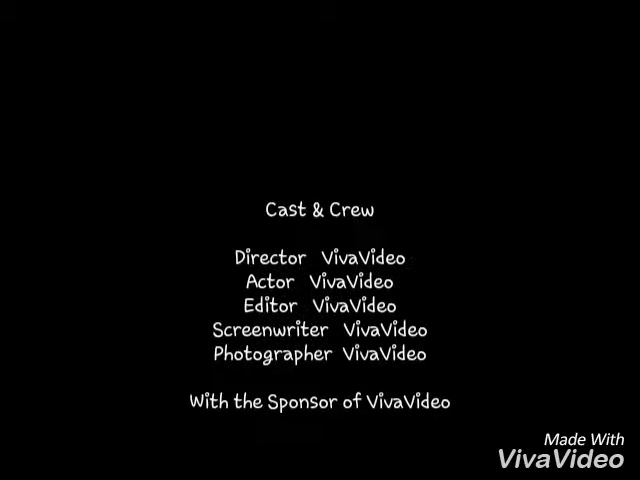 Cast & Crew
Director VivaVideo
Actor VivaVideo
Editor VivaVideo
Screenwriter VivaVideo
Photographer VivaVideo
With the Sponsor of VivaVideo
Made With
VivaVideo